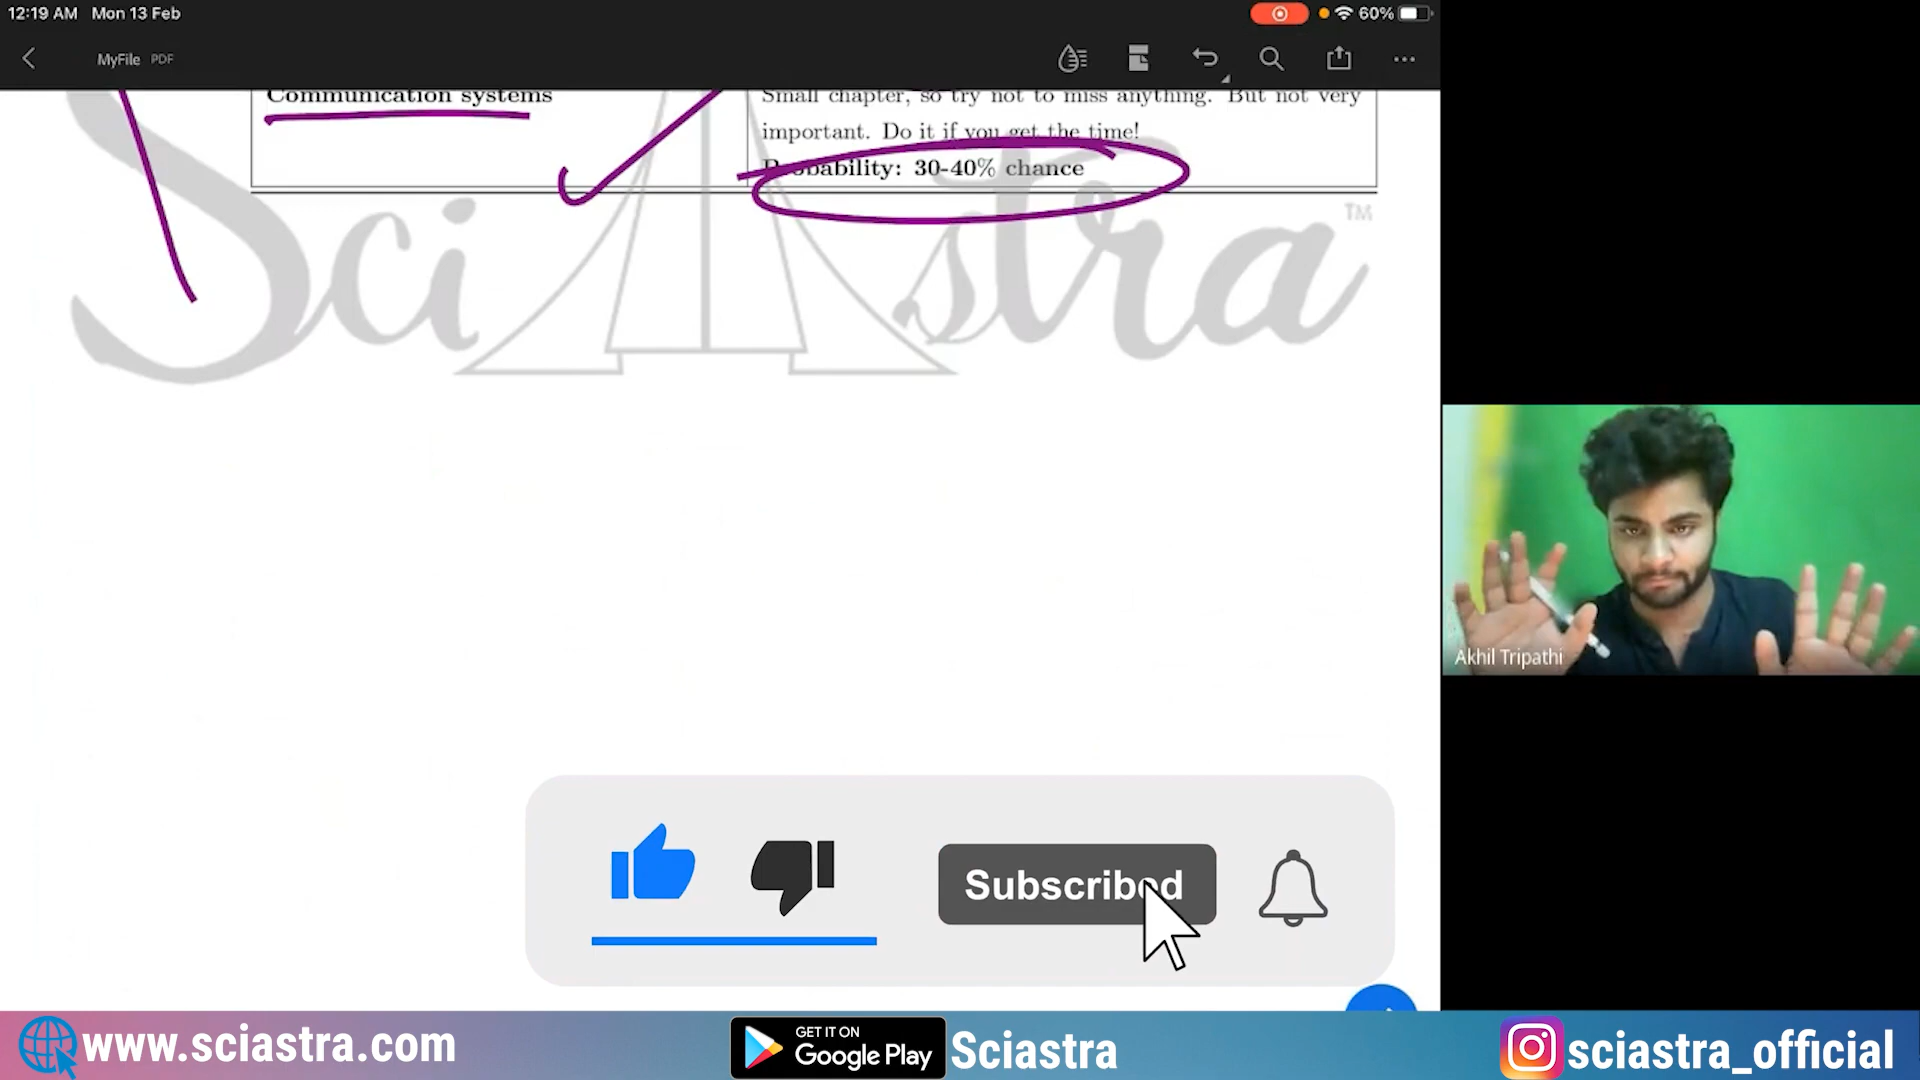 12:19 AM Mon 13 Feb
60%
MyFile PDF
Communication systems
Small chapter, so try not to miss anything. But not very
important. Do it if you get the time!
Probability: 30-40% chance
SciAstra
TM
Akhil Tripathi
Subscribed
www.sciastra.com
GET IT ON
Google Play
Sciastra
sciastra_official